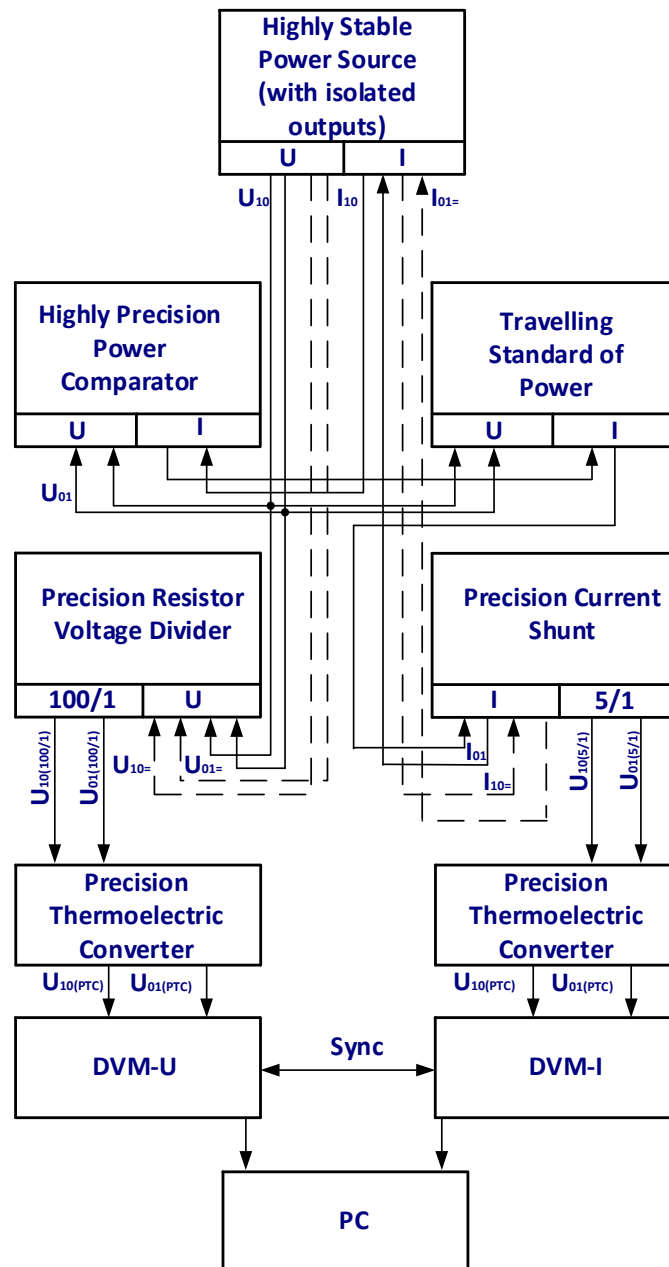 Highly Stable
Power Source
(with isolated
outputs)
U I
U10 I10 I01=
Highly Precision
Power
Comparator
U I
Travelling
Standard of
Power
U I
U01
Precision Resistor
Voltage Divider
100/1 U
Precision Current
Shunt
I 5/1
U10(100/1)
U01(100/1)
U10=
U01=
I01
I10=
U10(5/1)
U01(5/1)
Precision
Thermoelectric
Converter
Precision
Thermoelectric
Converter
U10(PTC) U01(PTC)
U10(PTC) U01(PTC)
DVM-U
Sync
DVM-I
PC